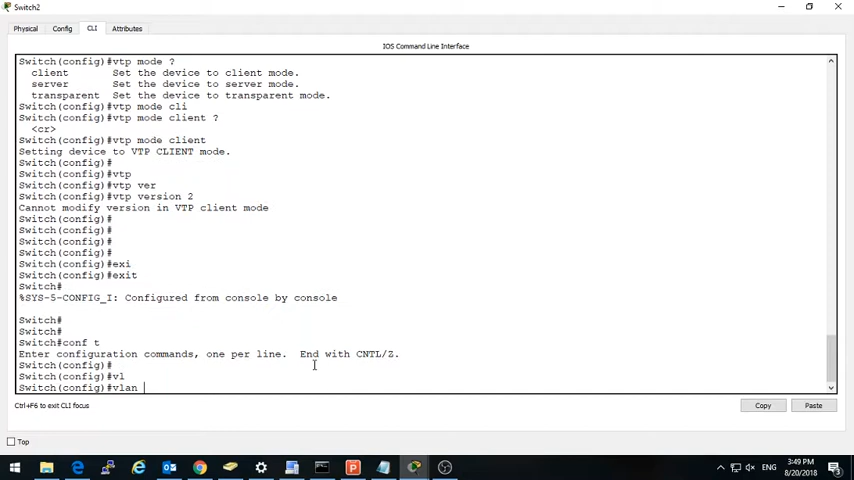 Switch2
Physical Config CLI Attributes
IOS Command Line Interface
Switch(config)#vtp mode ?
client Set the device to client mode.
server Set the device to server mode.
transparent Set the device to transparent mode.
Switch(config)#vtp mode cli
Switch(config)#vtp mode client ?
<cr>
Switch(config)#vtp mode client
Setting device to VTP CLIENT mode.
Switch(config)#
Switch(config)#vtp
Switch(config)#vtp ver
Switch(config)#vtp version 2
Cannot modify version in VTP client mode
Switch(config)#
Switch(config)#
Switch(config)#
Switch(config)#
Switch(config)#exi
Switch(config)#exit
Switch#
%SYS-5-CONFIG_I: Configured from console by console
Switch#
Switch#
Switch#conf t
Enter configuration commands, one per line. End with CNTL/Z.
Switch(config)#
Switch(config)#vl
Switch(config)#vlan
Ctrl+F6 to exit CLI focus
Copy Paste
Top
ENG
3:49 PM
8/20/2018
3